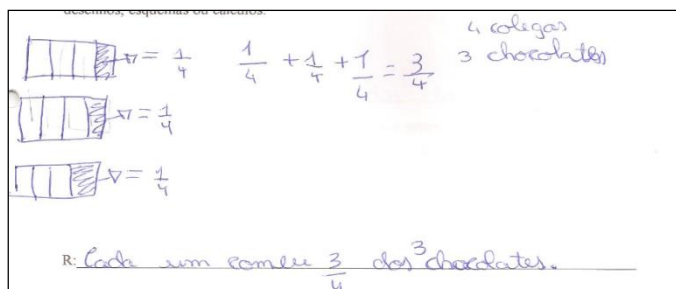 desenhos, esquemas ou cálculos.
4 colegas
3 chocolates
= 1/4
1/4 + 1/4 + 1/4 = 3/4
= 1/4
= 1/4
R: Cada um comeu 3/4 dos 3 chocolates.